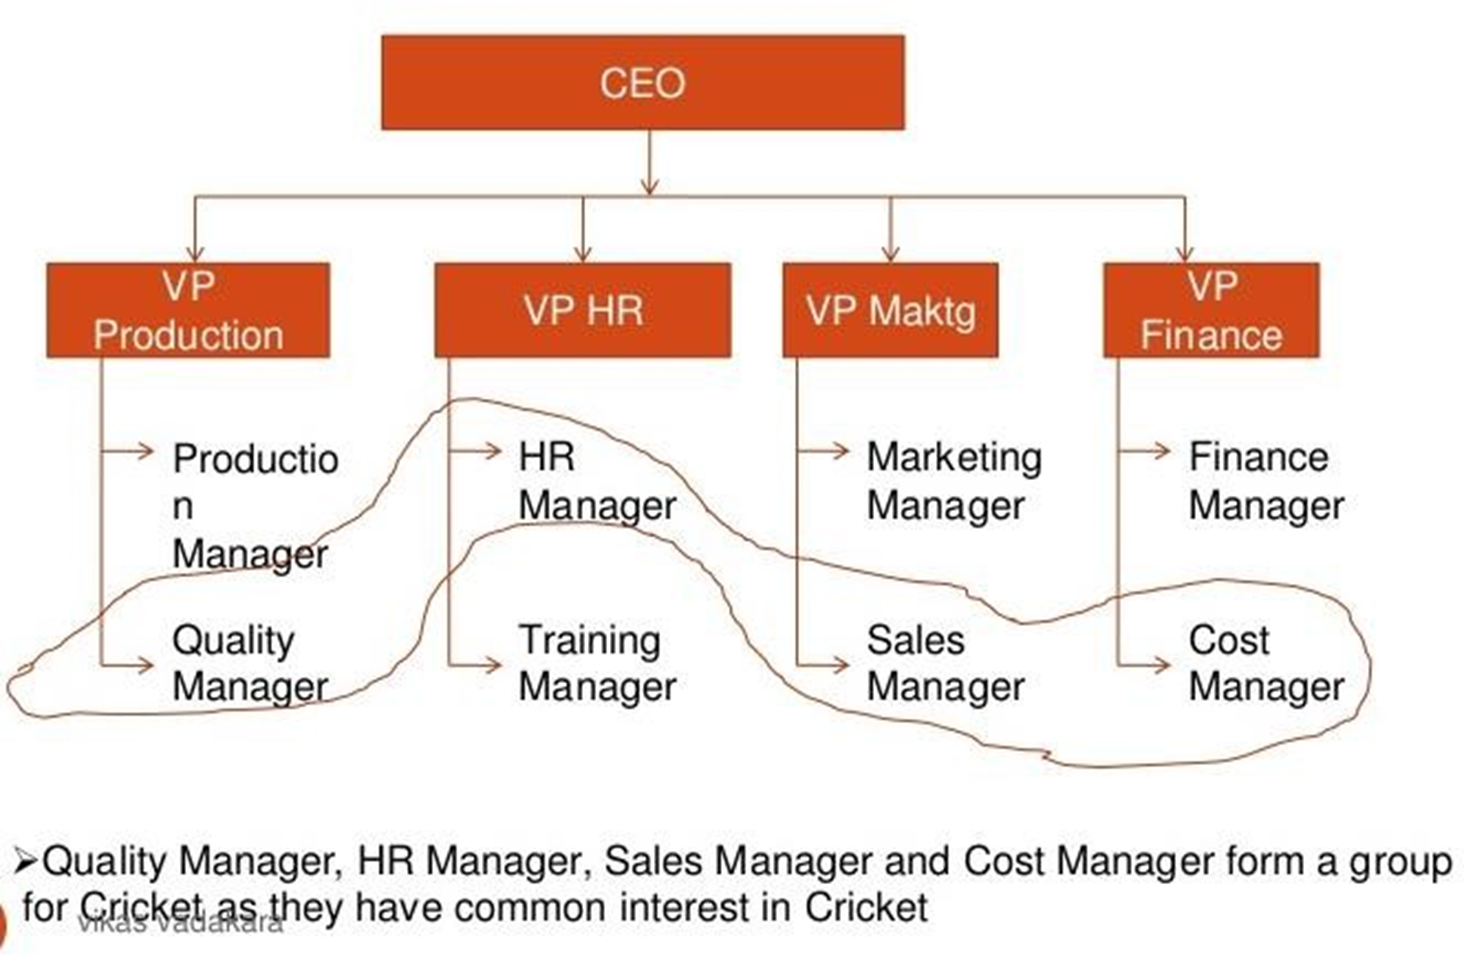 CEO
VP
Production
VP HR
VP Maktg
VP
Finance
Productio
n
Manager
HR
Manager
Marketing
Manager
Finance
Manager
Quality
Manager
Training
Manager
Sales
Manager
Cost
Manager
➢Quality Manager, HR Manager, Sales Manager and Cost Manager form a group
for Cricket as they have common interest in Cricket
vikas vadakara